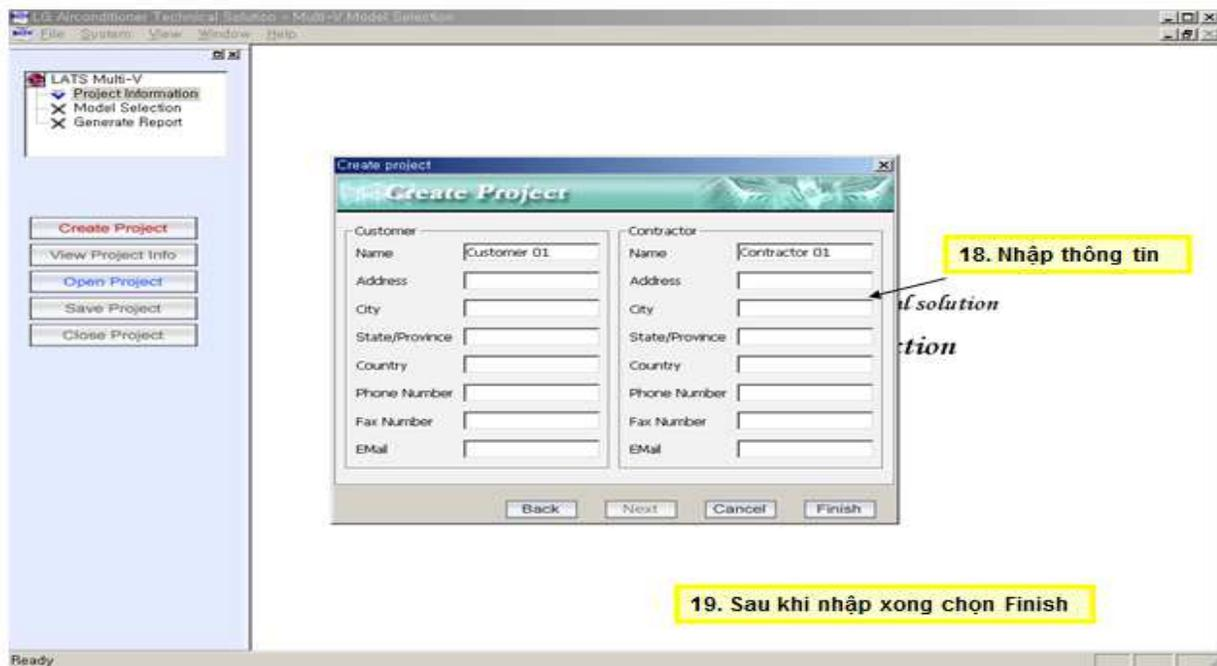 LG Airconditioner Technical Solution - Multi-V Model Selection
File System View Window Help
LATS Multi-V
Project Information
Model Selection
Generate Report
Create Project
View Project Info
Open Project
Save Project
Close Project
Create project
Create Project
Customer
Name Customer 01
Address
City
State/Province
Country
Phone Number
Fax Number
EMail
Contractor
Name Contractor 01
Address
City
State/Province
Country
Phone Number
Fax Number
EMail
Back Next Cancel Finish
18. Nhập thông tin
solution
19. Sau khi nhập xong chọn Finish
Ready